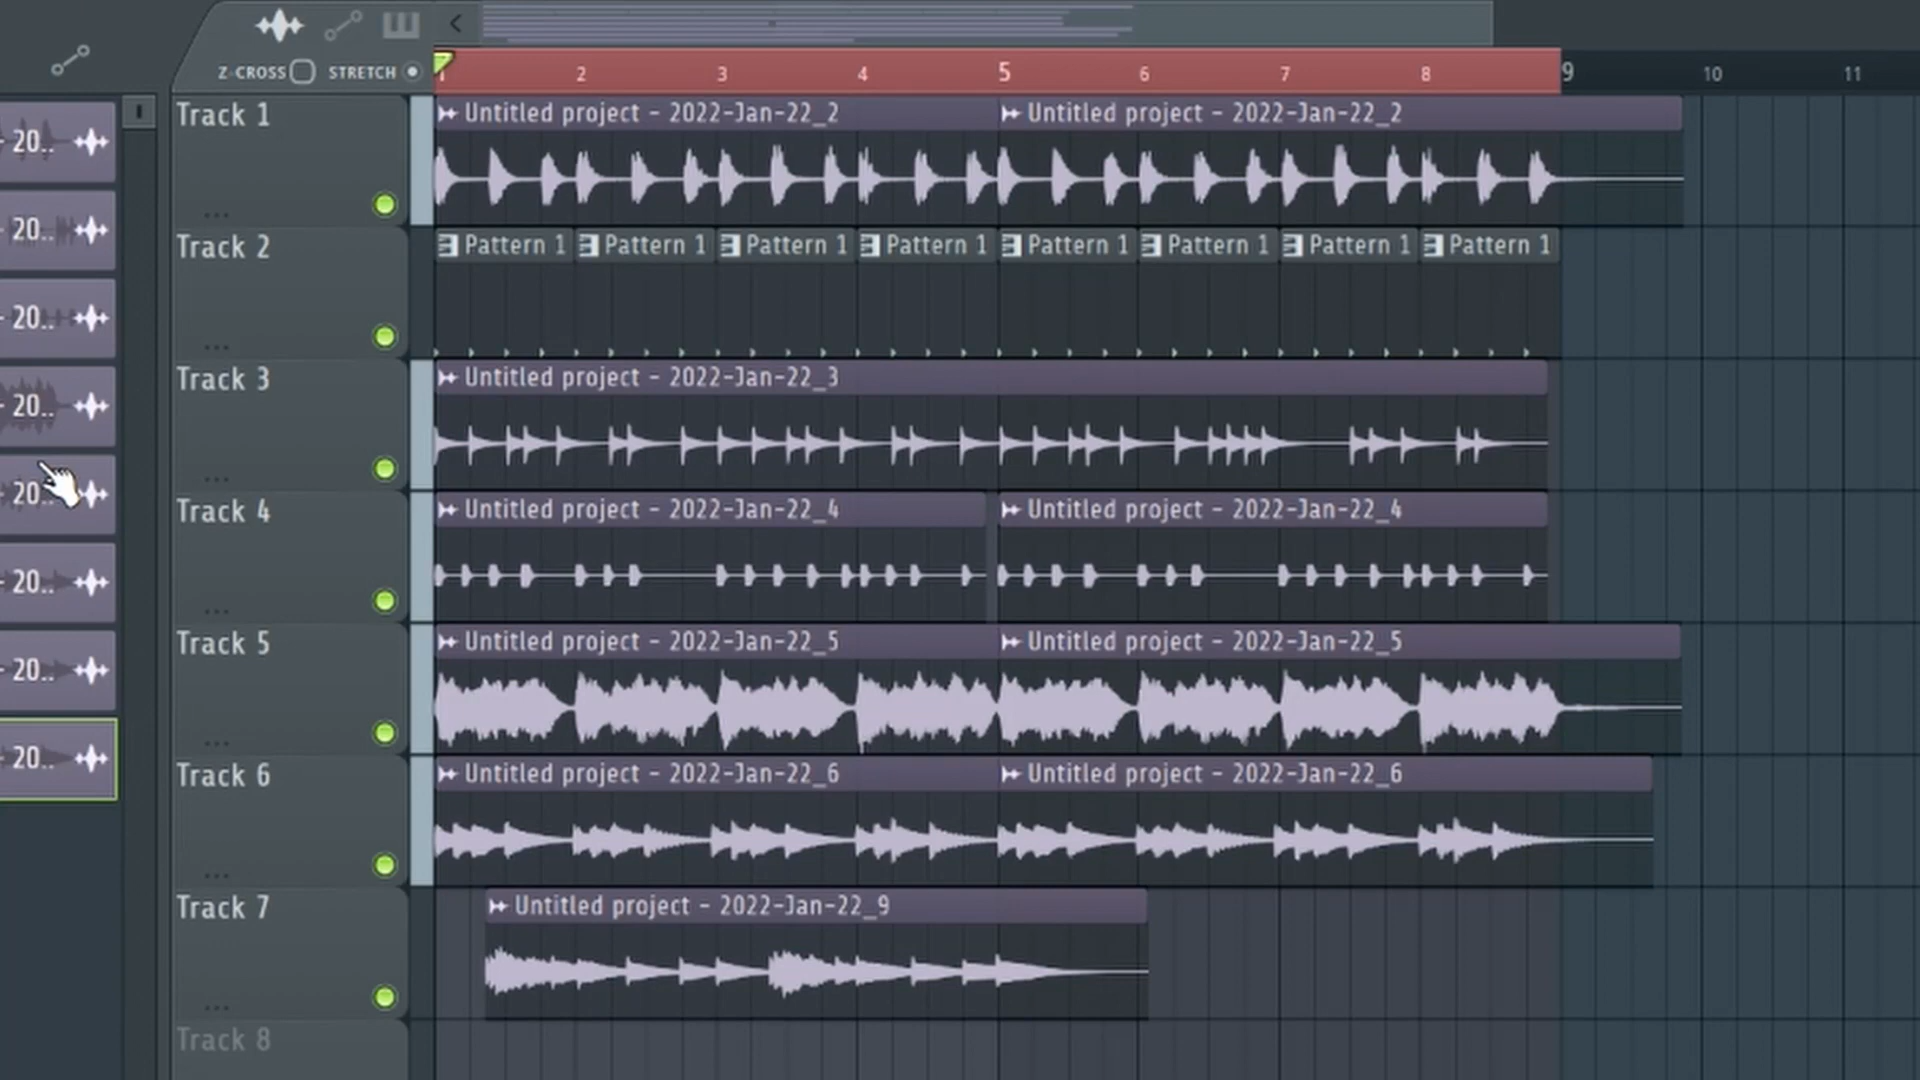 Z-CROSS STRETCH
1 2 3 4 5 6 7 8 9 10 11
Track 1
Untitled project - 2022-Jan-22_2 Untitled project - 2022-Jan-22_2
20..
Track 2
Pattern 1 Pattern 1 Pattern 1 Pattern 1 Pattern 1 Pattern 1 Pattern 1 Pattern 1
20..
20..
Track 3
Untitled project - 2022-Jan-22_3
20..
Track 4
Untitled project - 2022-Jan-22_4 Untitled project - 2022-Jan-22_4
20..
20..
Track 5
Untitled project - 2022-Jan-22_5 Untitled project - 2022-Jan-22_5
20..
Track 6
Untitled project - 2022-Jan-22_6 Untitled project - 2022-Jan-22_6
20..
Track 7
Untitled project - 2022-Jan-22_9
Track 8